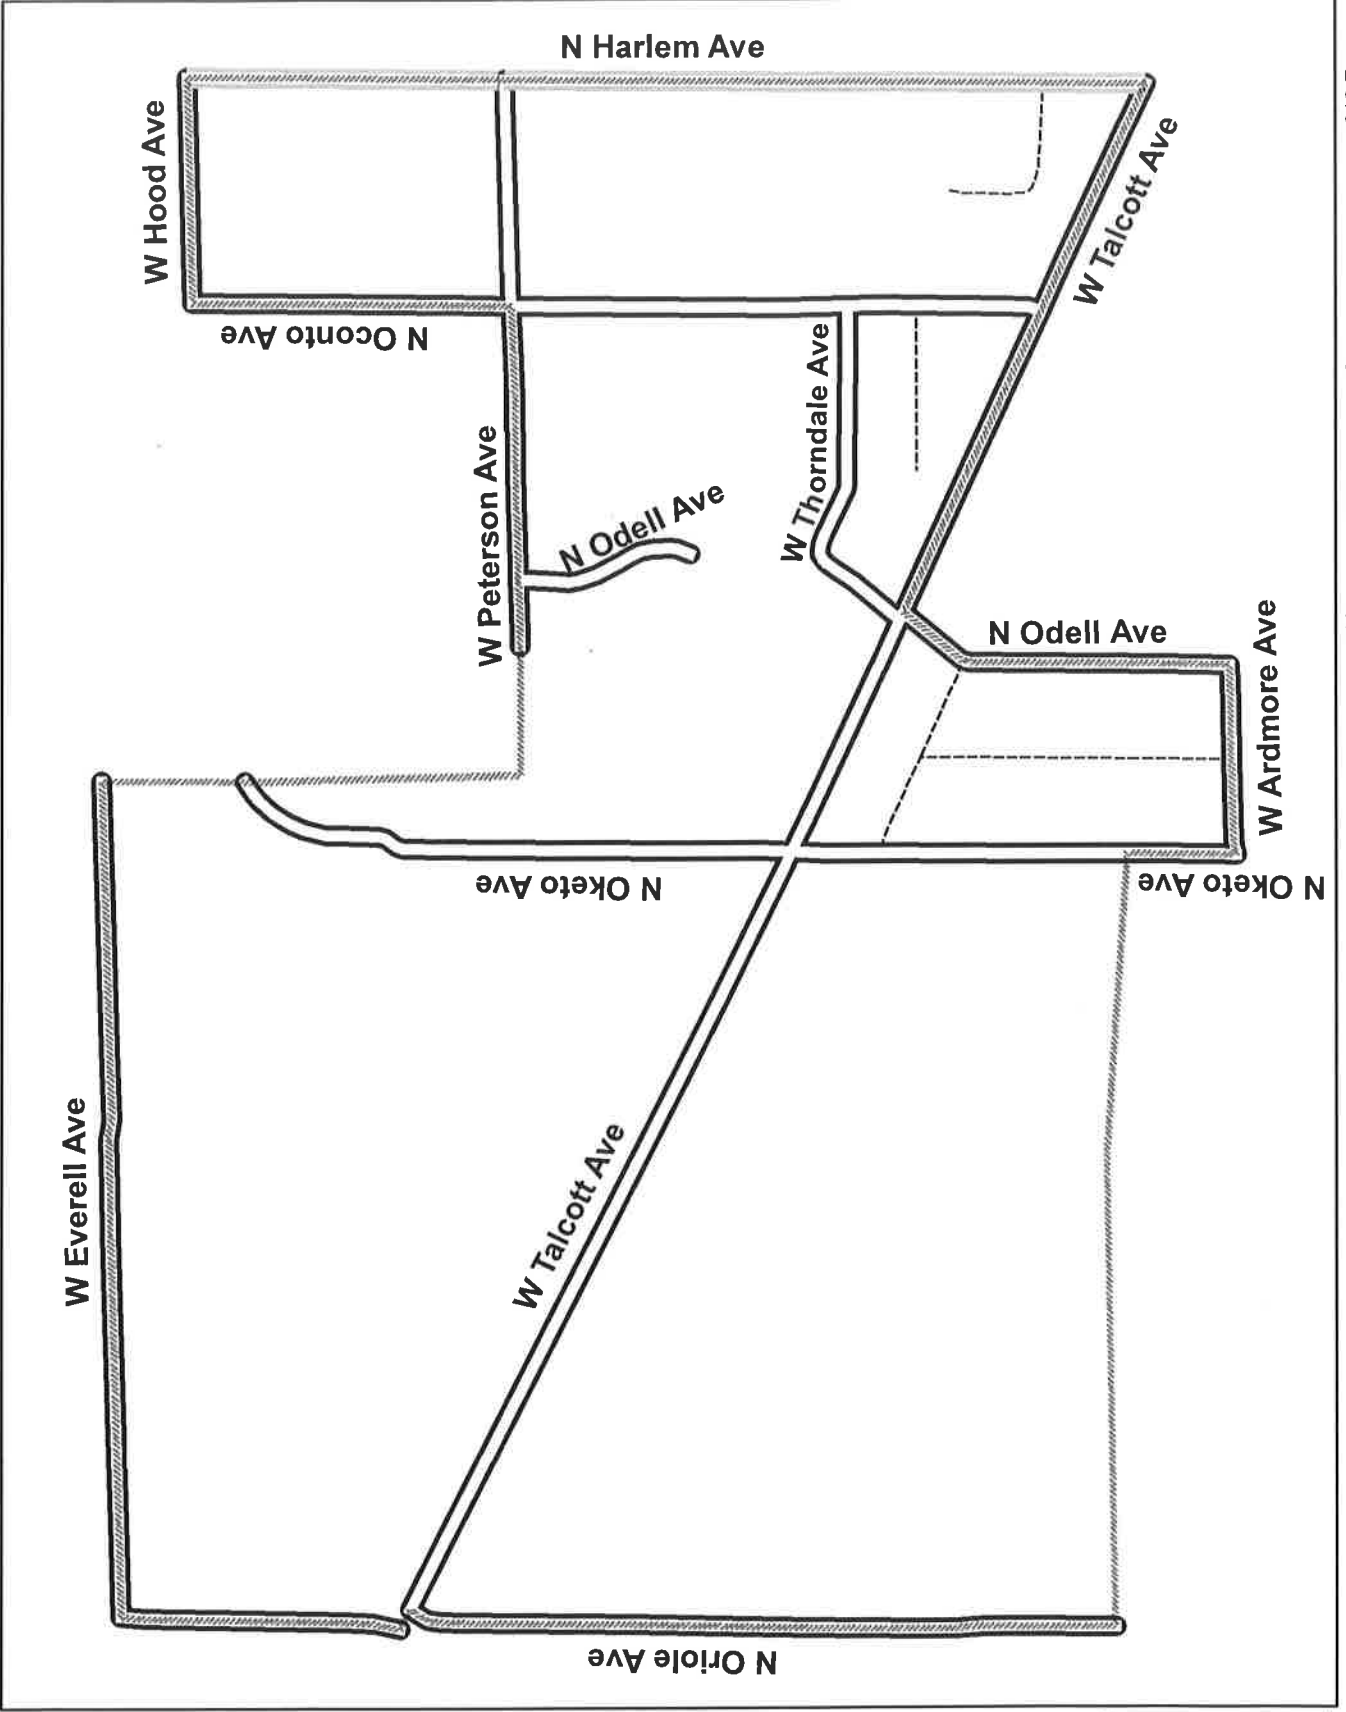 N Harlem Ave
W Hood Ave
W Talcott Ave
N Oconto Ave
W Thorndale Ave
W Peterson Ave
N Odell Ave
N Odell Ave
W Ardmore Ave
N Oketo Ave
N Oketo Ave
W Everell Ave
W Talcott Ave
N Oriole Ave